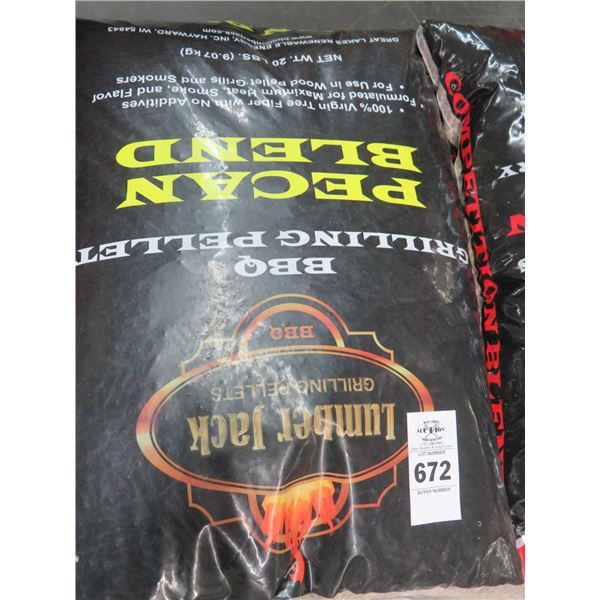 Lumber Jack
GRILLING PELLETS
BBQ
BBQ
GRILLING PELLET
PECAN
BLEND
• 100% Virgin Tree Fiber with No Additives
Formulated for Maximum Heat, Smoke, and Flavor
• For Use in Wood Pellet Grills and Smokers
NET WT. 20 LBS. (9.07 kg)
GREAT LAKES RENEWABLE ENERGY, INC. HAYWARD, WI 54843
COMPETITION BLEN
LOT NUMBER
672
BUYER NUMBER